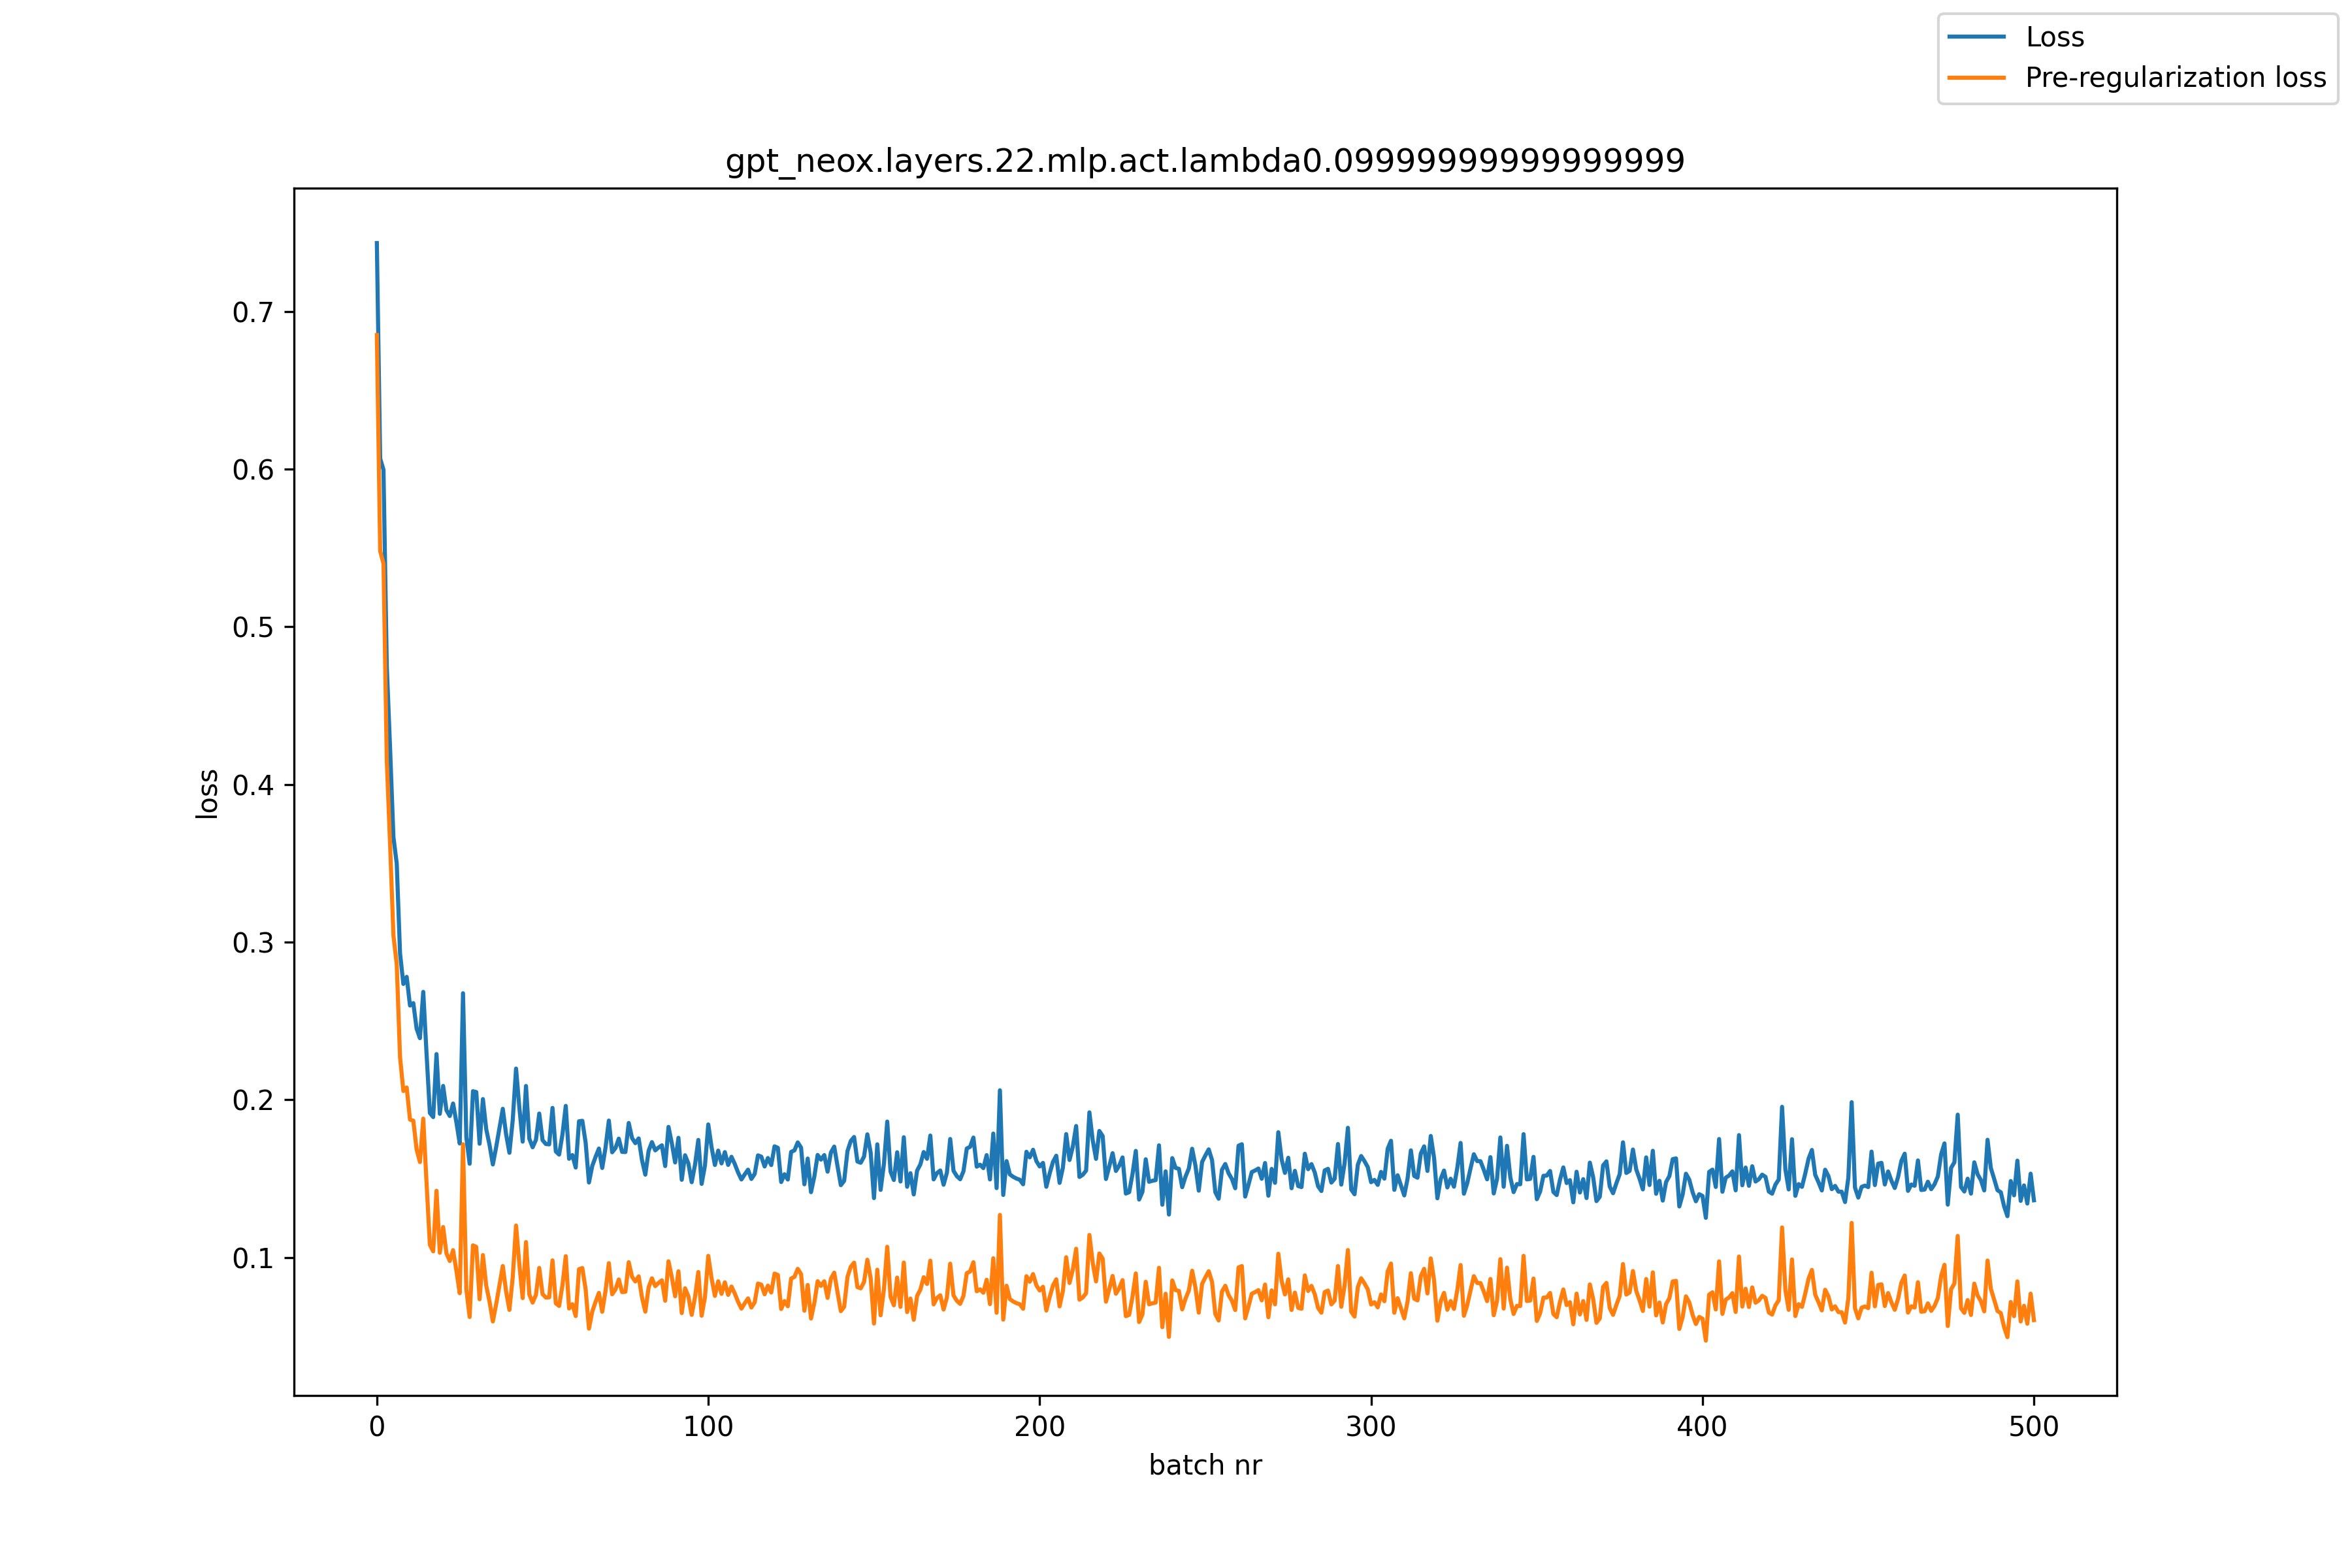 Loss
Pre-regularization loss
gpt_neox.layers.22.mlp.act.lambda0.09999999999999999
0.7
0.6
0.5
0.4
0.3
0.2
0.1
loss
0 100 200 300 400 500
batch nr